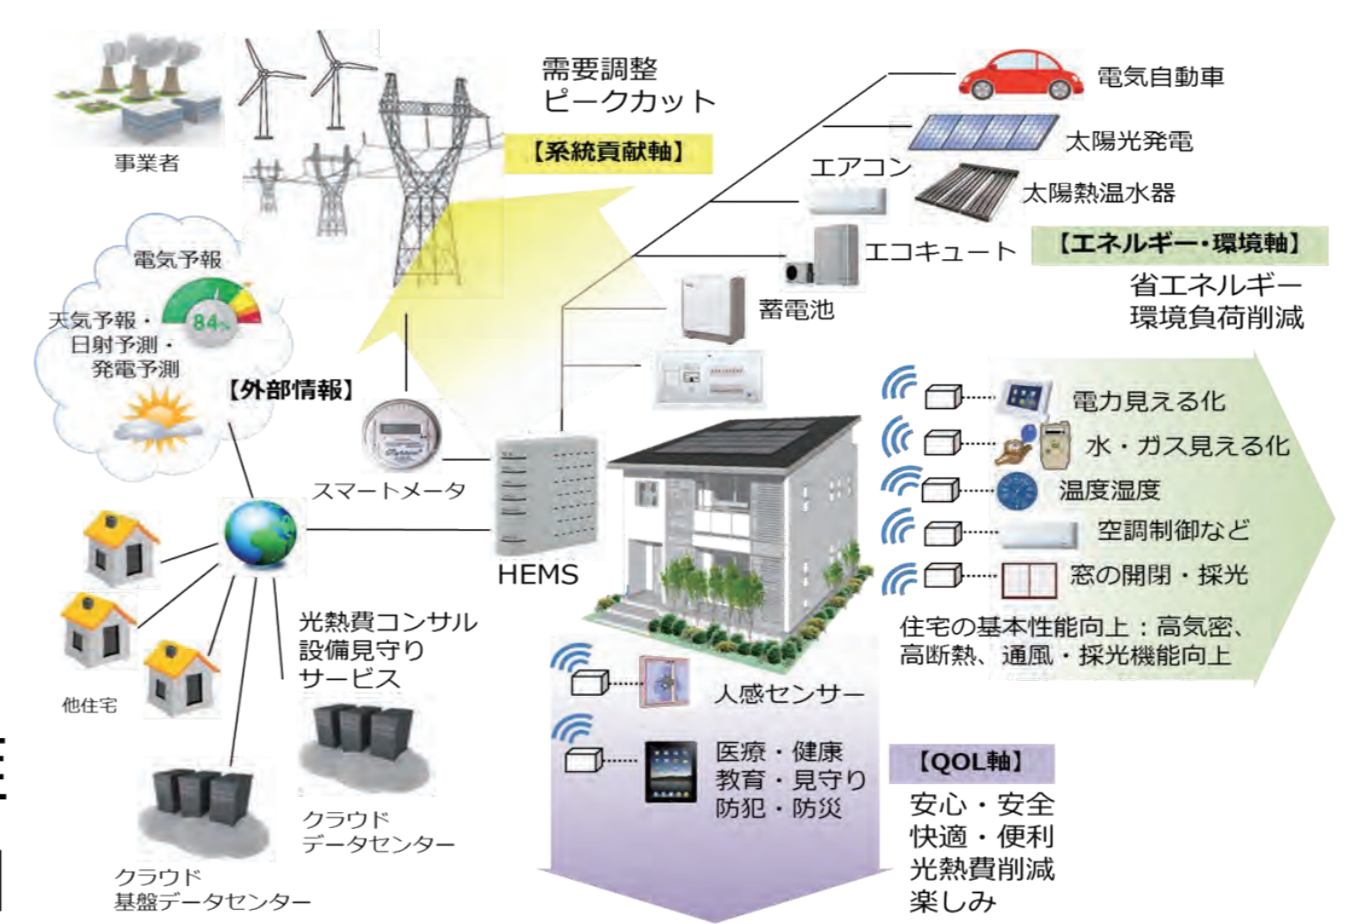 需要調整
ピークカット
【系統貢献軸】
事業者
電気自動車
太陽光発電
エアコン
太陽熱温水器
エコキュート
【エネルギー・環境軸】
省エネルギー
環境負荷削減
蓄電池
電気予報
84%
天気予報・
日射予測・
発電予測
【外部情報】
スマートメータ
HEMS
電力見える化
水・ガス見える化
温度湿度
空調制御など
窓の開閉・採光
住宅の基本性能向上：高気密、
高断熱、通風・採光機能向上
光熱費コンサル
設備見守り
サービス
他住宅
クラウド
データセンター
クラウド
基盤データセンター
人感センサー
医療・健康
教育・見守り
防犯・防災
【QOL軸】
安心・安全
快適・便利
光熱費削減
楽しみ